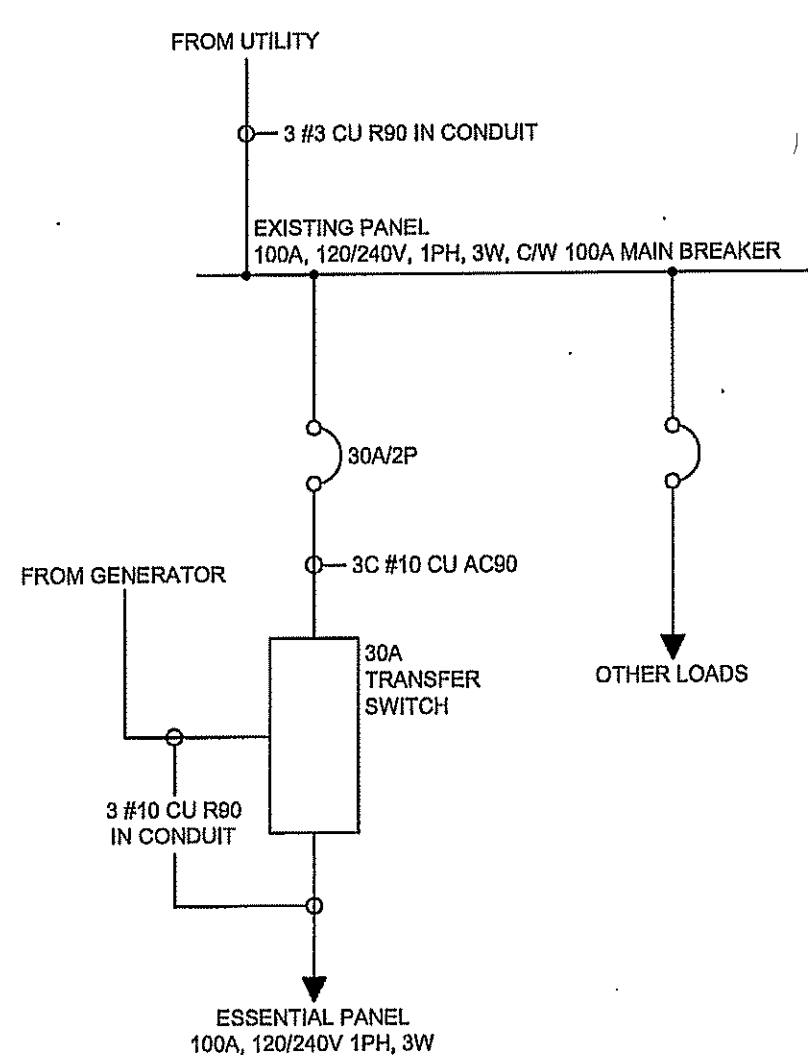 FROM UTILITY
3 #3 CU R90 IN CONDUIT
EXISTING PANEL
100A, 120/240V, 1PH, 3W, C/W 100A MAIN BREAKER
30A/2P
3C #10 CU AC90
FROM GENERATOR
30A
TRANSFER
SWITCH
OTHER LOADS
3 #10 CU R90
IN CONDUIT
ESSENTIAL PANEL
100A, 120/240V 1PH, 3W